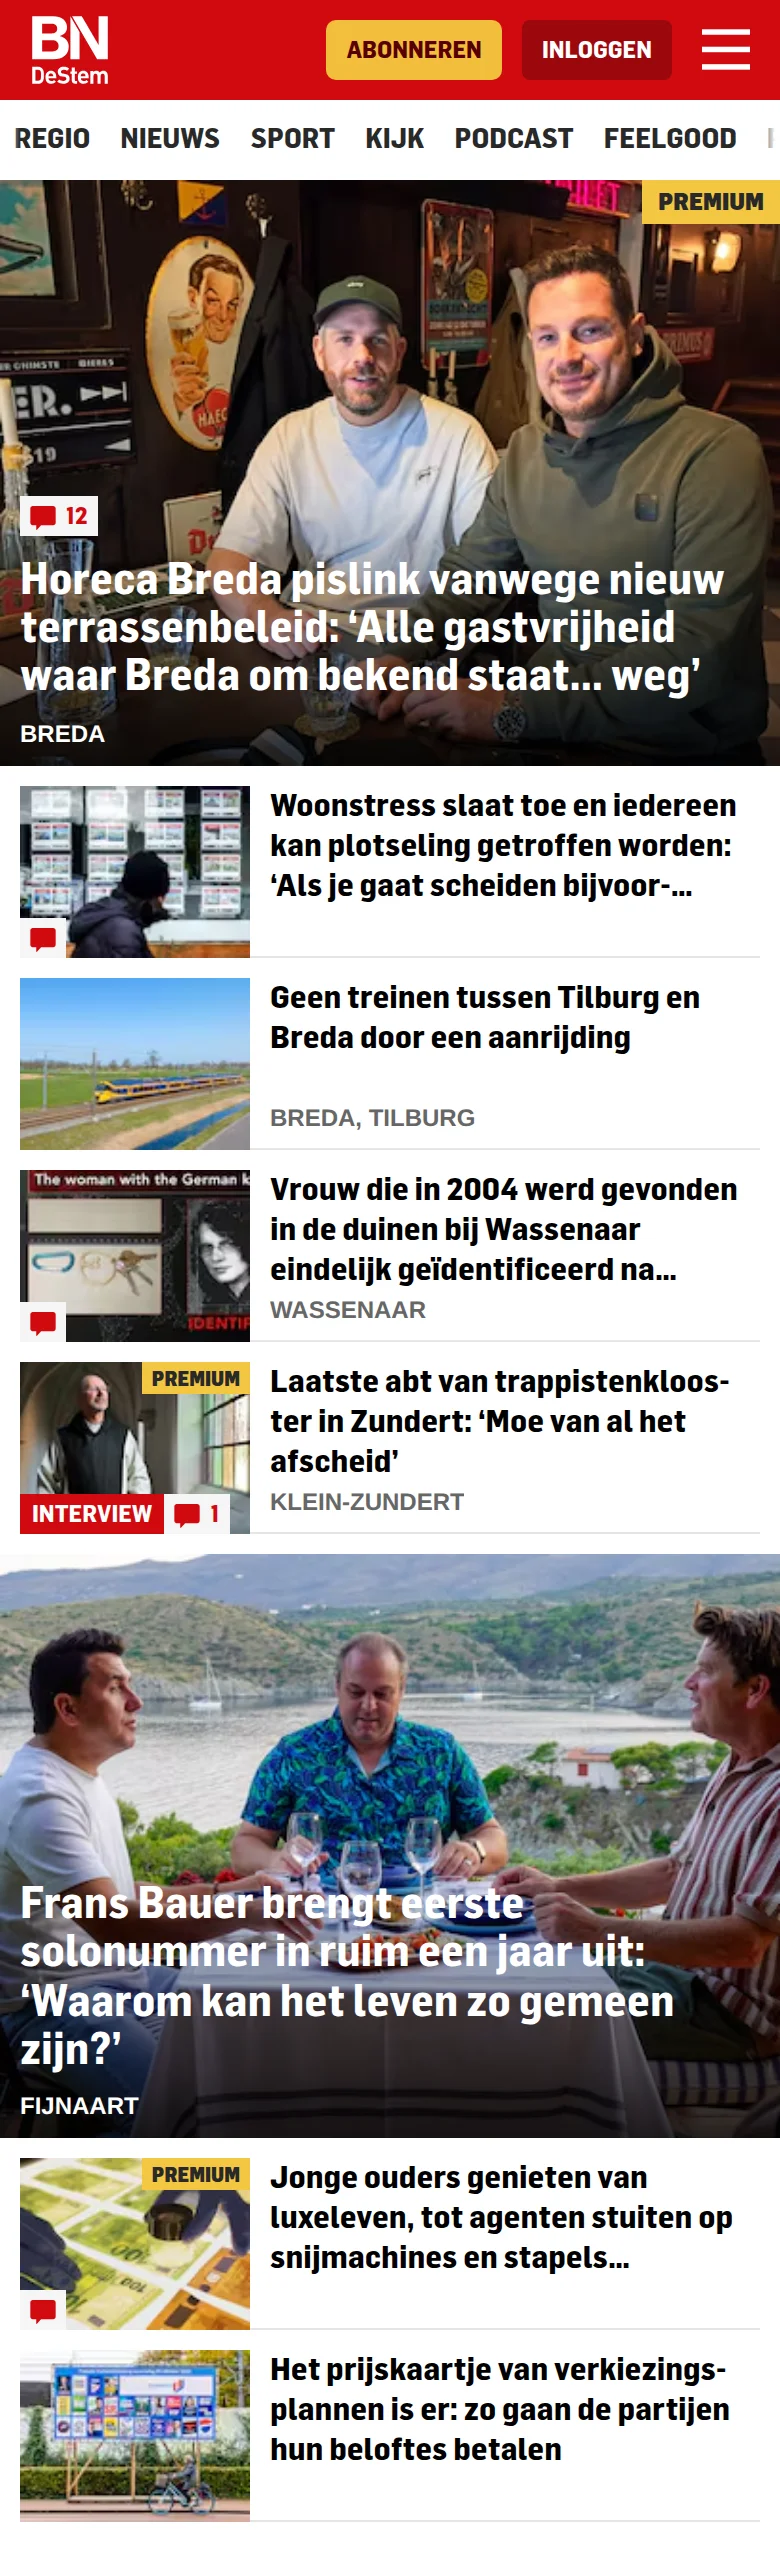 BN
DeStem
ABONNEREN
INLOGGEN
REGIO NIEUWS SPORT KIJK PODCAST FEELGOOD
PREMIUM
ER.
12
Horeca Breda pislink vanwege nieuw
terrassenbeleid: ‘Alle gastvrijheid
waar Breda om bekend staat... weg’
BREDA
Woonstress slaat toe en iedereen
kan plotseling getroffen worden:
‘Als je gaat scheiden bijvoor-...
Geen treinen tussen Tilburg en
Breda door een aanrijding
BREDA, TILBURG
The woman with the German k
IDENTIF
Vrouw die in 2004 werd gevonden
in de duinen bij Wassenaar
eindelijk geïdentificeerd na...
WASSENAAR
PREMIUM
INTERVIEW
1
Laatste abt van trappistenkloos-
ter in Zundert: ‘Moe van al het
afscheid’
KLEIN-ZUNDERT
Frans Bauer brengt eerste
solonummer in ruim een jaar uit:
‘Waarom kan het leven zo gemeen
zijn?’
FIJNAART
PREMIUM
Jonge ouders genieten van
luxeleven, tot agenten stuiten op
snijmachines en stapels...
Het prijskaartje van verkiezings-
plannen is er: zo gaan de partijen
hun beloftes betalen